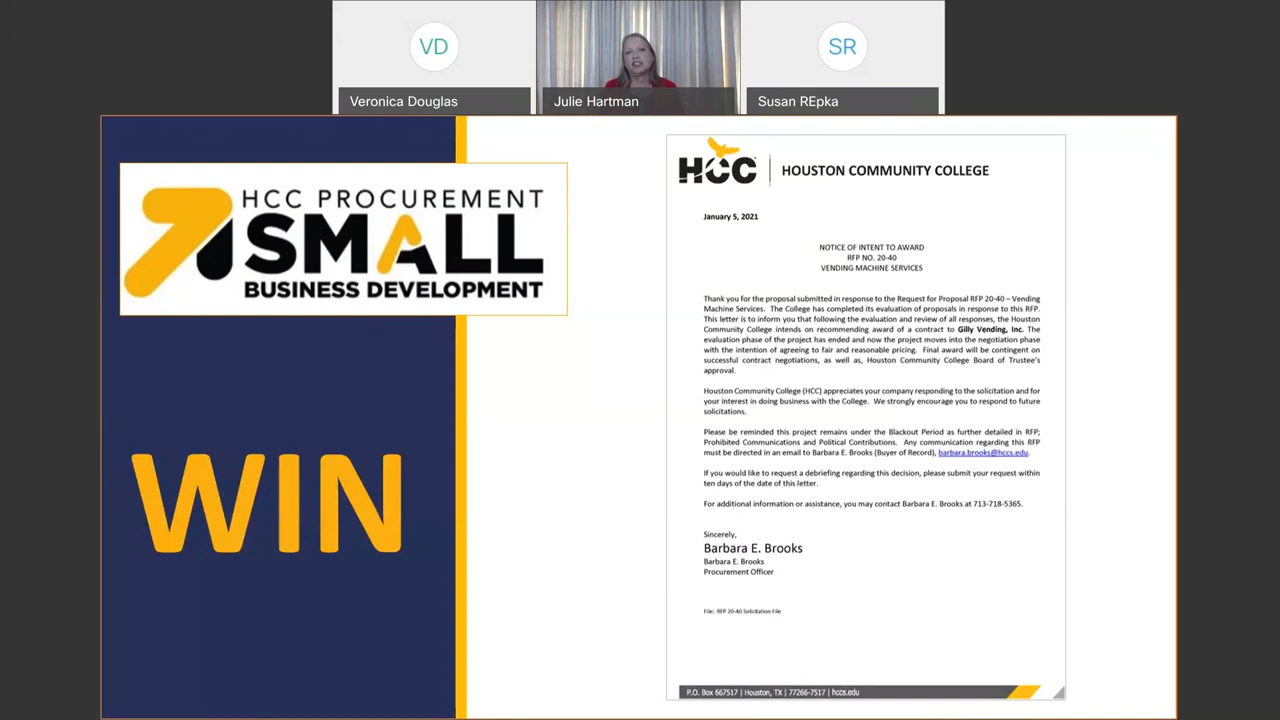 VD
SR
Veronica Douglas
Julie Hartman
Susan REpka
HCC PROCUREMENT
SMALL
BUSINESS DEVELOPMENT
WIN
HCC
HOUSTON COMMUNITY COLLEGE
January 5, 2021
NOTICE OF INTENT TO AWARD
RFP NO. 20-40
VENDING MACHINE SERVICES
Thank you for the proposal submitted in response to the Request for Proposal RFP 20-40 – Vending
Machine Services. The College has completed its evaluation of proposals in response to this RFP.
This letter is to inform you that following the evaluation and review of all responses, the Houston
Community College intends on recommending award of a contract to Gilly Vending, Inc. The
evaluation phase of the project has ended and now the project moves into the negotiation phase
with the intention of agreeing to fair and reasonable pricing. Final award will be contingent on
successful contract negotiations, as well as, Houston Community College Board of Trustee's
approval.
Houston Community College (HCC) appreciates your company responding to the solicitation and for
your interest in doing business with the College. We strongly encourage you to respond to future
solicitations.
Please be reminded this project remains under the Blackout Period as further detailed in RFP;
Prohibited Communications and Political Contributions. Any communication regarding this RFP
must be directed in an email to Barbara E. Brooks (Buyer of Record), barbara.brooks@hccs.edu.
If you would like to request a debriefing regarding this decision, please submit your request within
ten days of the date of this letter.
For additional information or assistance, you may contact Barbara E. Brooks at 713-718-5365.
Sincerely,
Barbara E. Brooks
Barbara E. Brooks
Procurement Officer
File: RFP 20-40 Solicitation File
P.O. Box 667517 | Houston, TX | 77266-7517 | hccs.edu